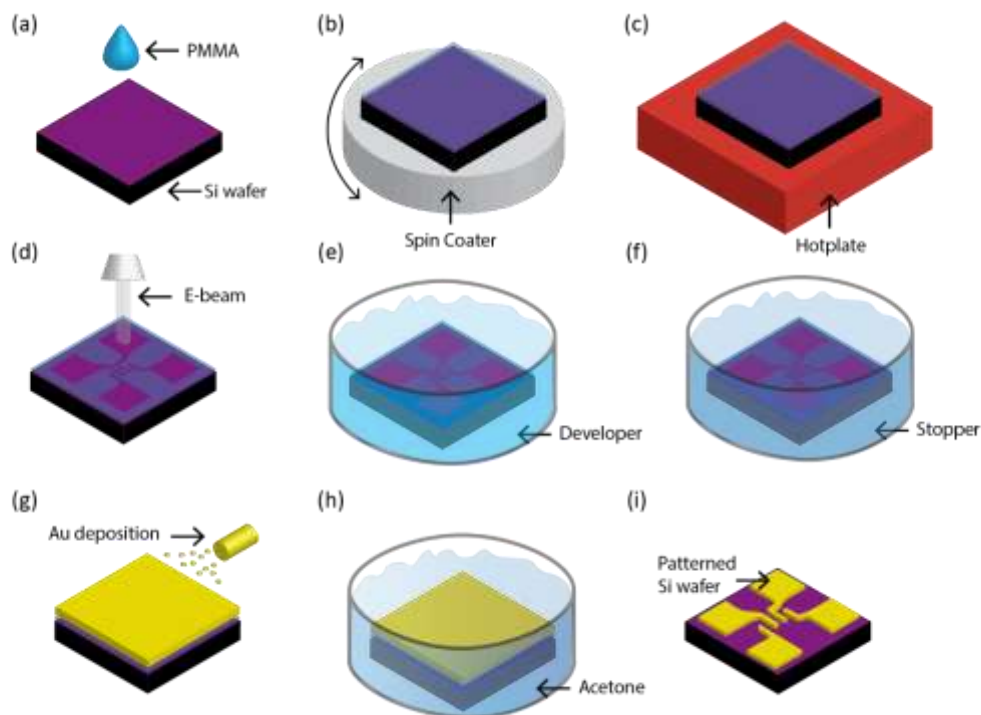 (a)
PMMA
Si wafer
(b)
Spin Coater
(c)
Hotplate
(d)
E-beam
(e)
Developer
(f)
Stopper
(g)
Au deposition
(h)
Acetone
(i)
Patterned
Si wafer